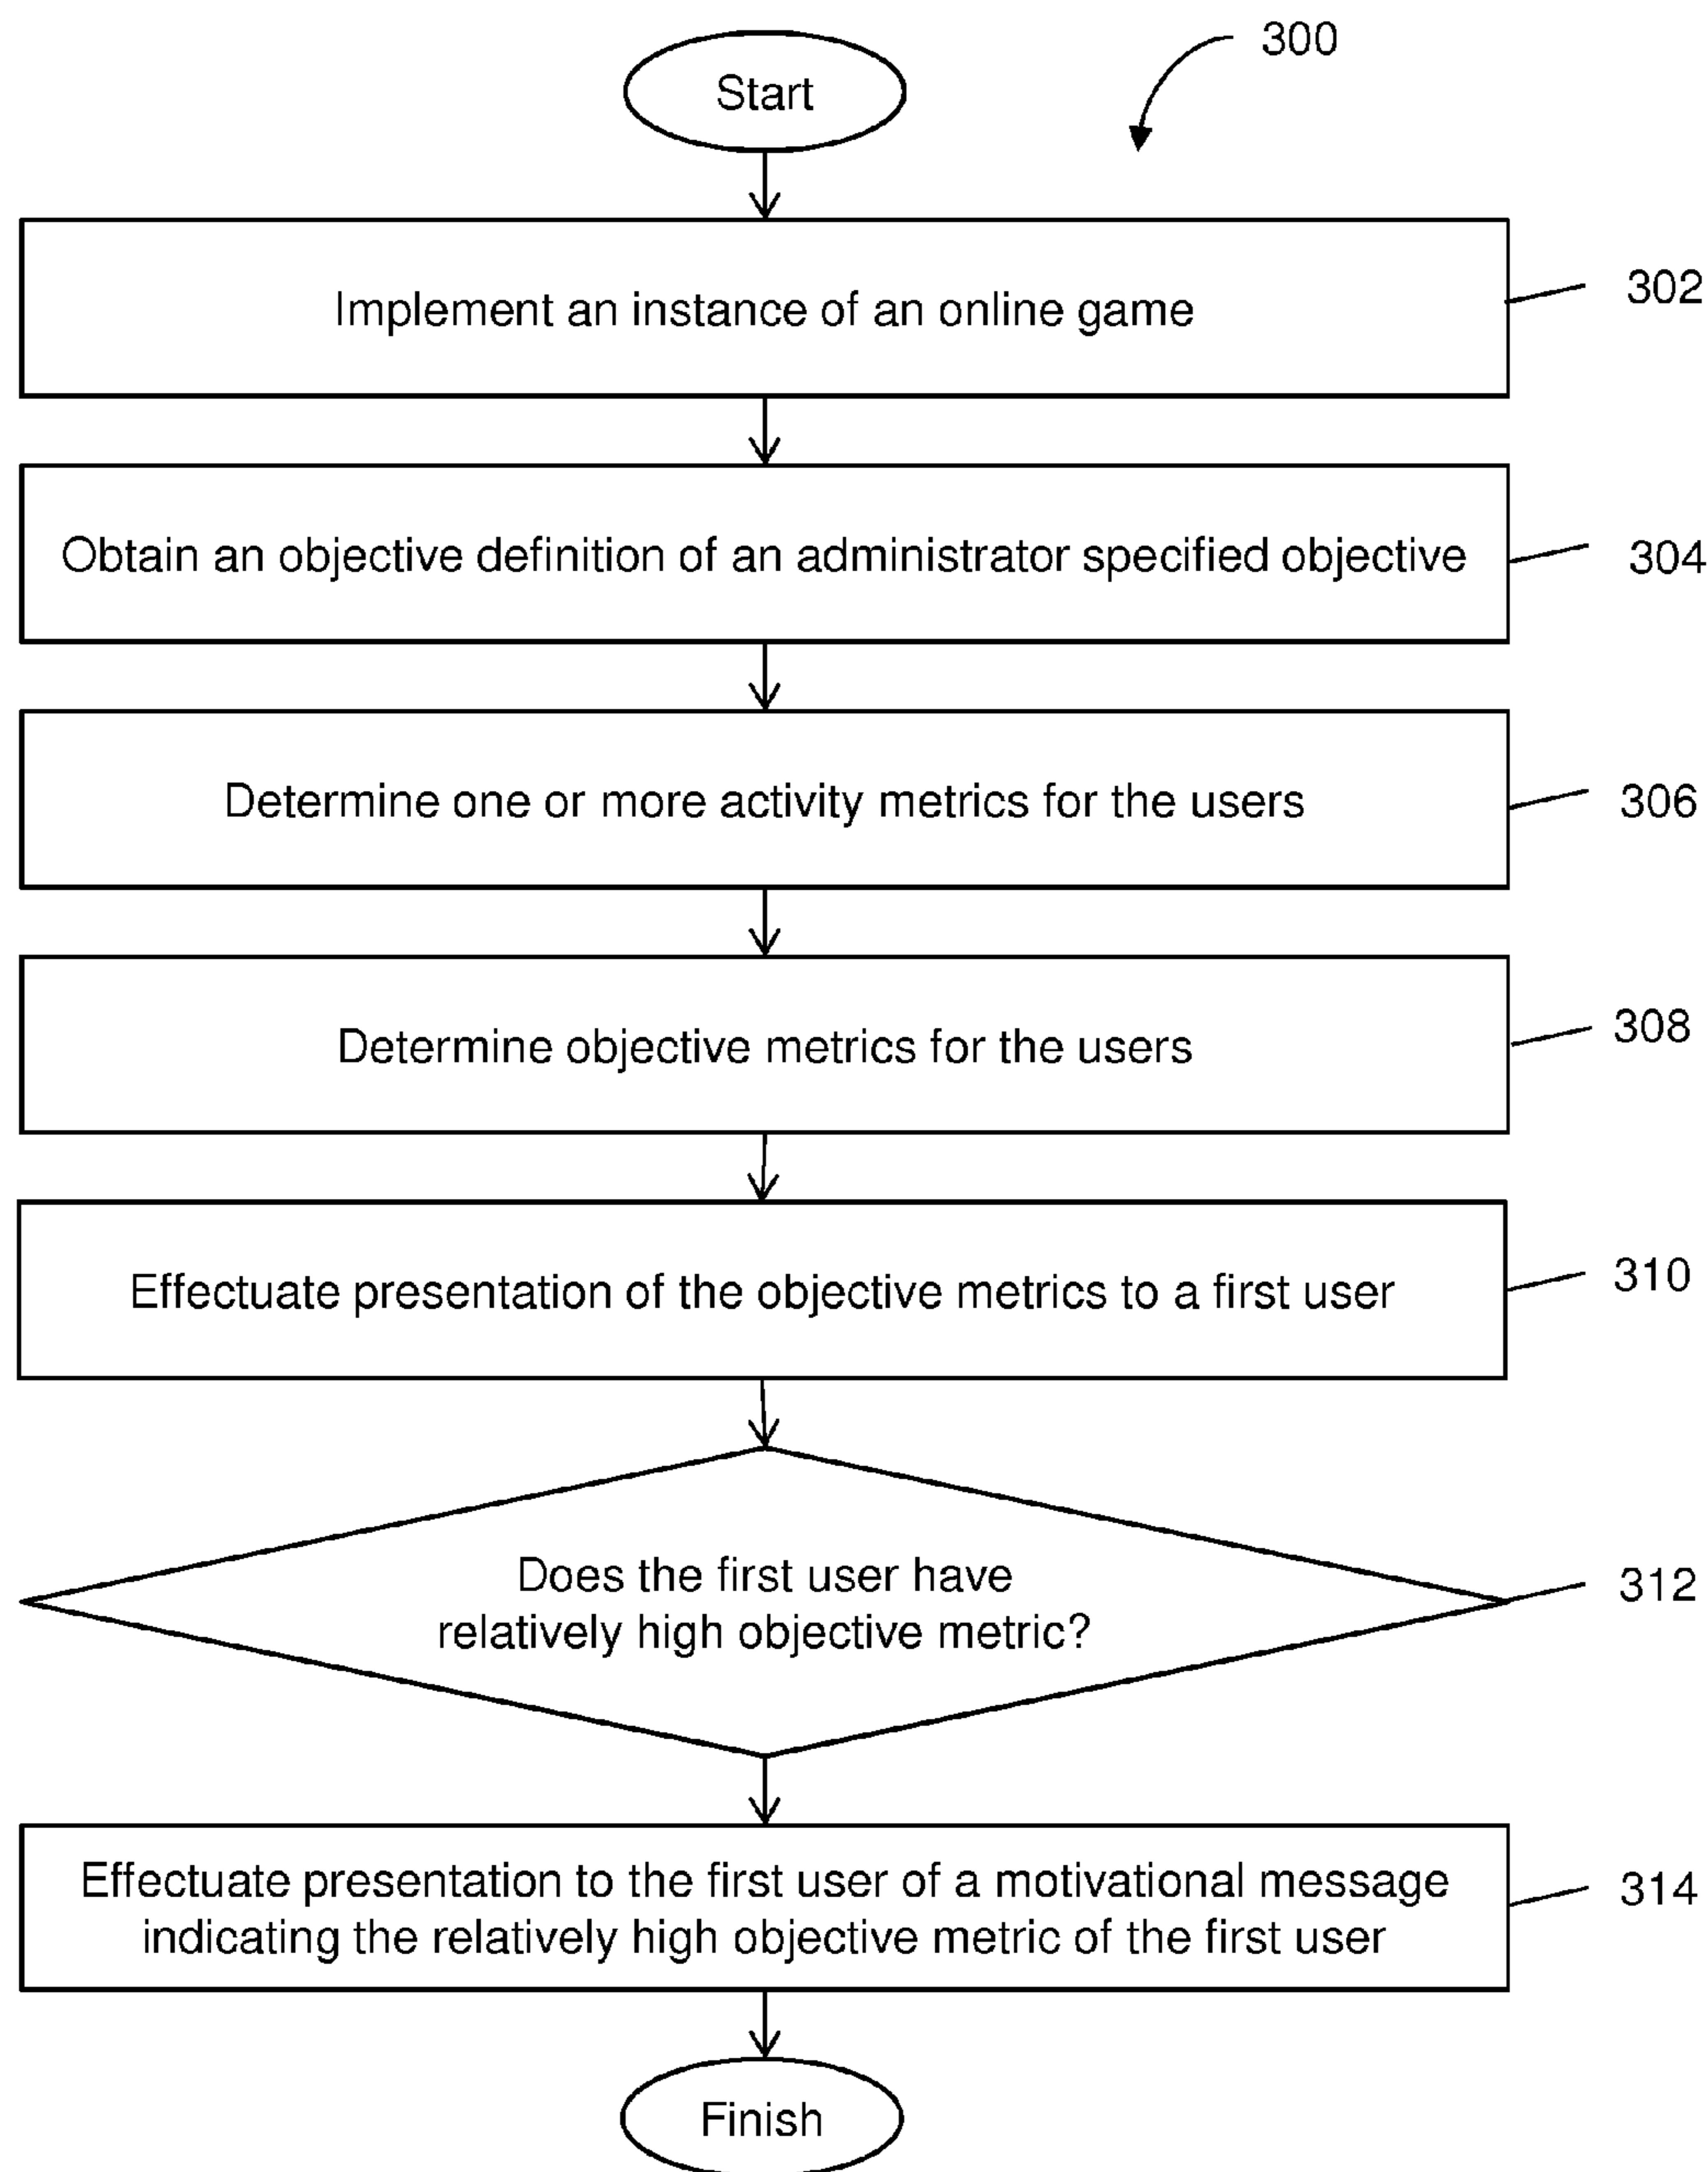 300
Start
Implement an instance of an online game
302
Obtain an objective definition of an administrator specified objective
304
Determine one or more activity metrics for the users
306
Determine objective metrics for the users
308
Effectuate presentation of the objective metrics to a first user
310
Does the first user have
relatively high objective metric?
312
Effectuate presentation to the first user of a motivational message
indicating the relatively high objective metric of the first user
314
Finish